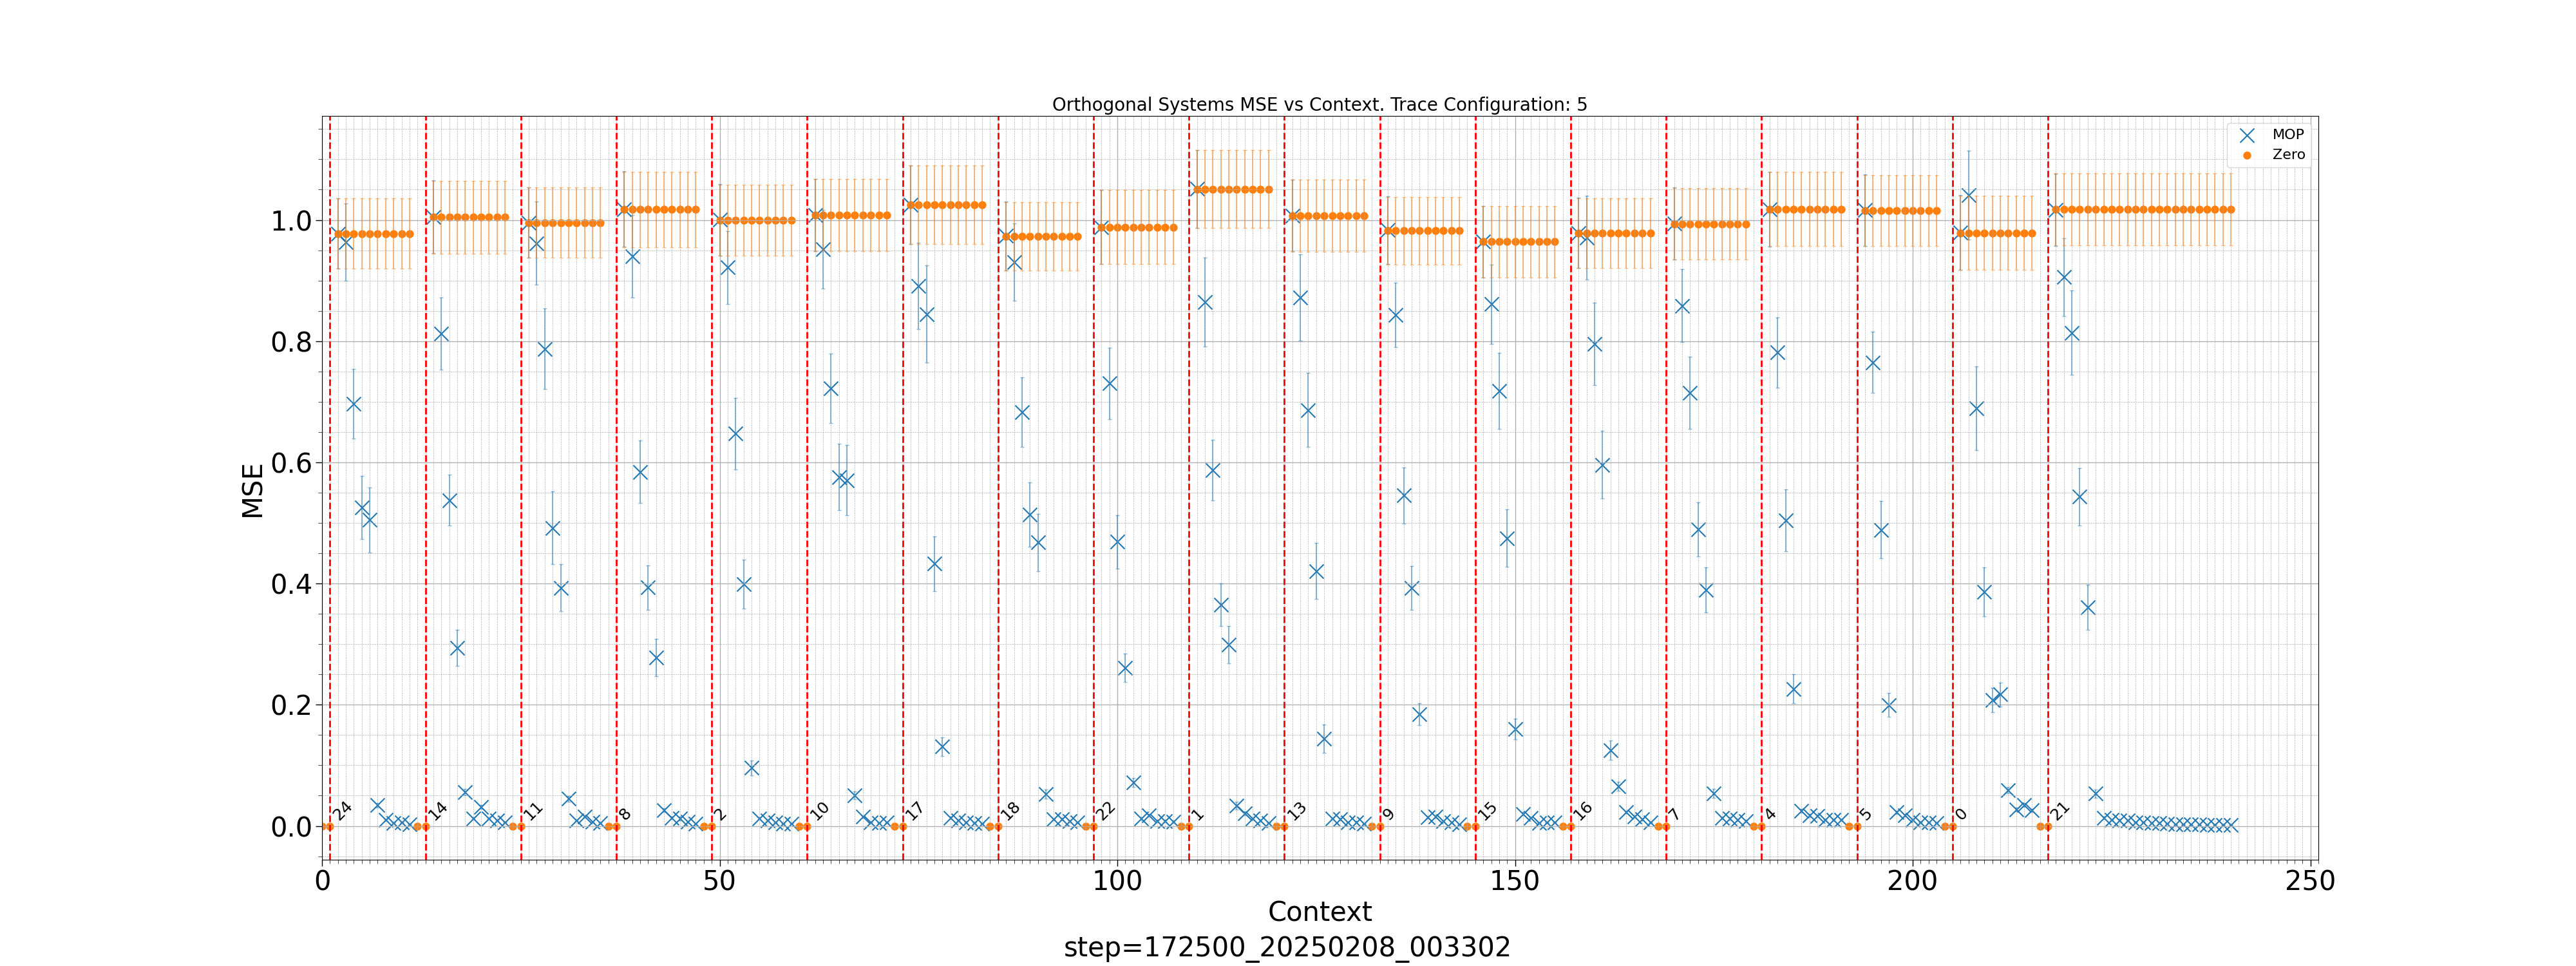 Orthogonal Systems MSE vs Context. Trace Configuration: 5
MOP
Zero
MSE
1.0
0.8
0.6
0.4
0.2
0.0
24 14 11 8 2 10 17 18 22 1 13 9 15 16 7 4 5 0 21
0 50 100 150 200 250
Context
step=172500_20250208_003302